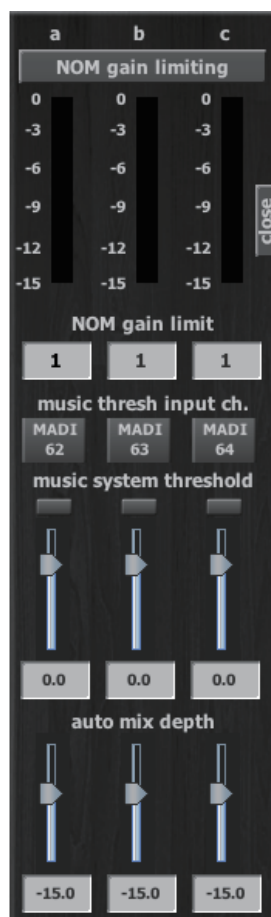 a b c
NOM gain limiting
0 0 0
-3 -3 -3
-6 -6 -6
-9 -9 -9
close
-12 -12 -12
-15 -15 -15
NOM gain limit
1 1 1
music thresh input ch.
MADI MADI MADI
62 63 64
music system threshold
0.0 0.0 0.0
auto mix depth
-15.0 -15.0 -15.0